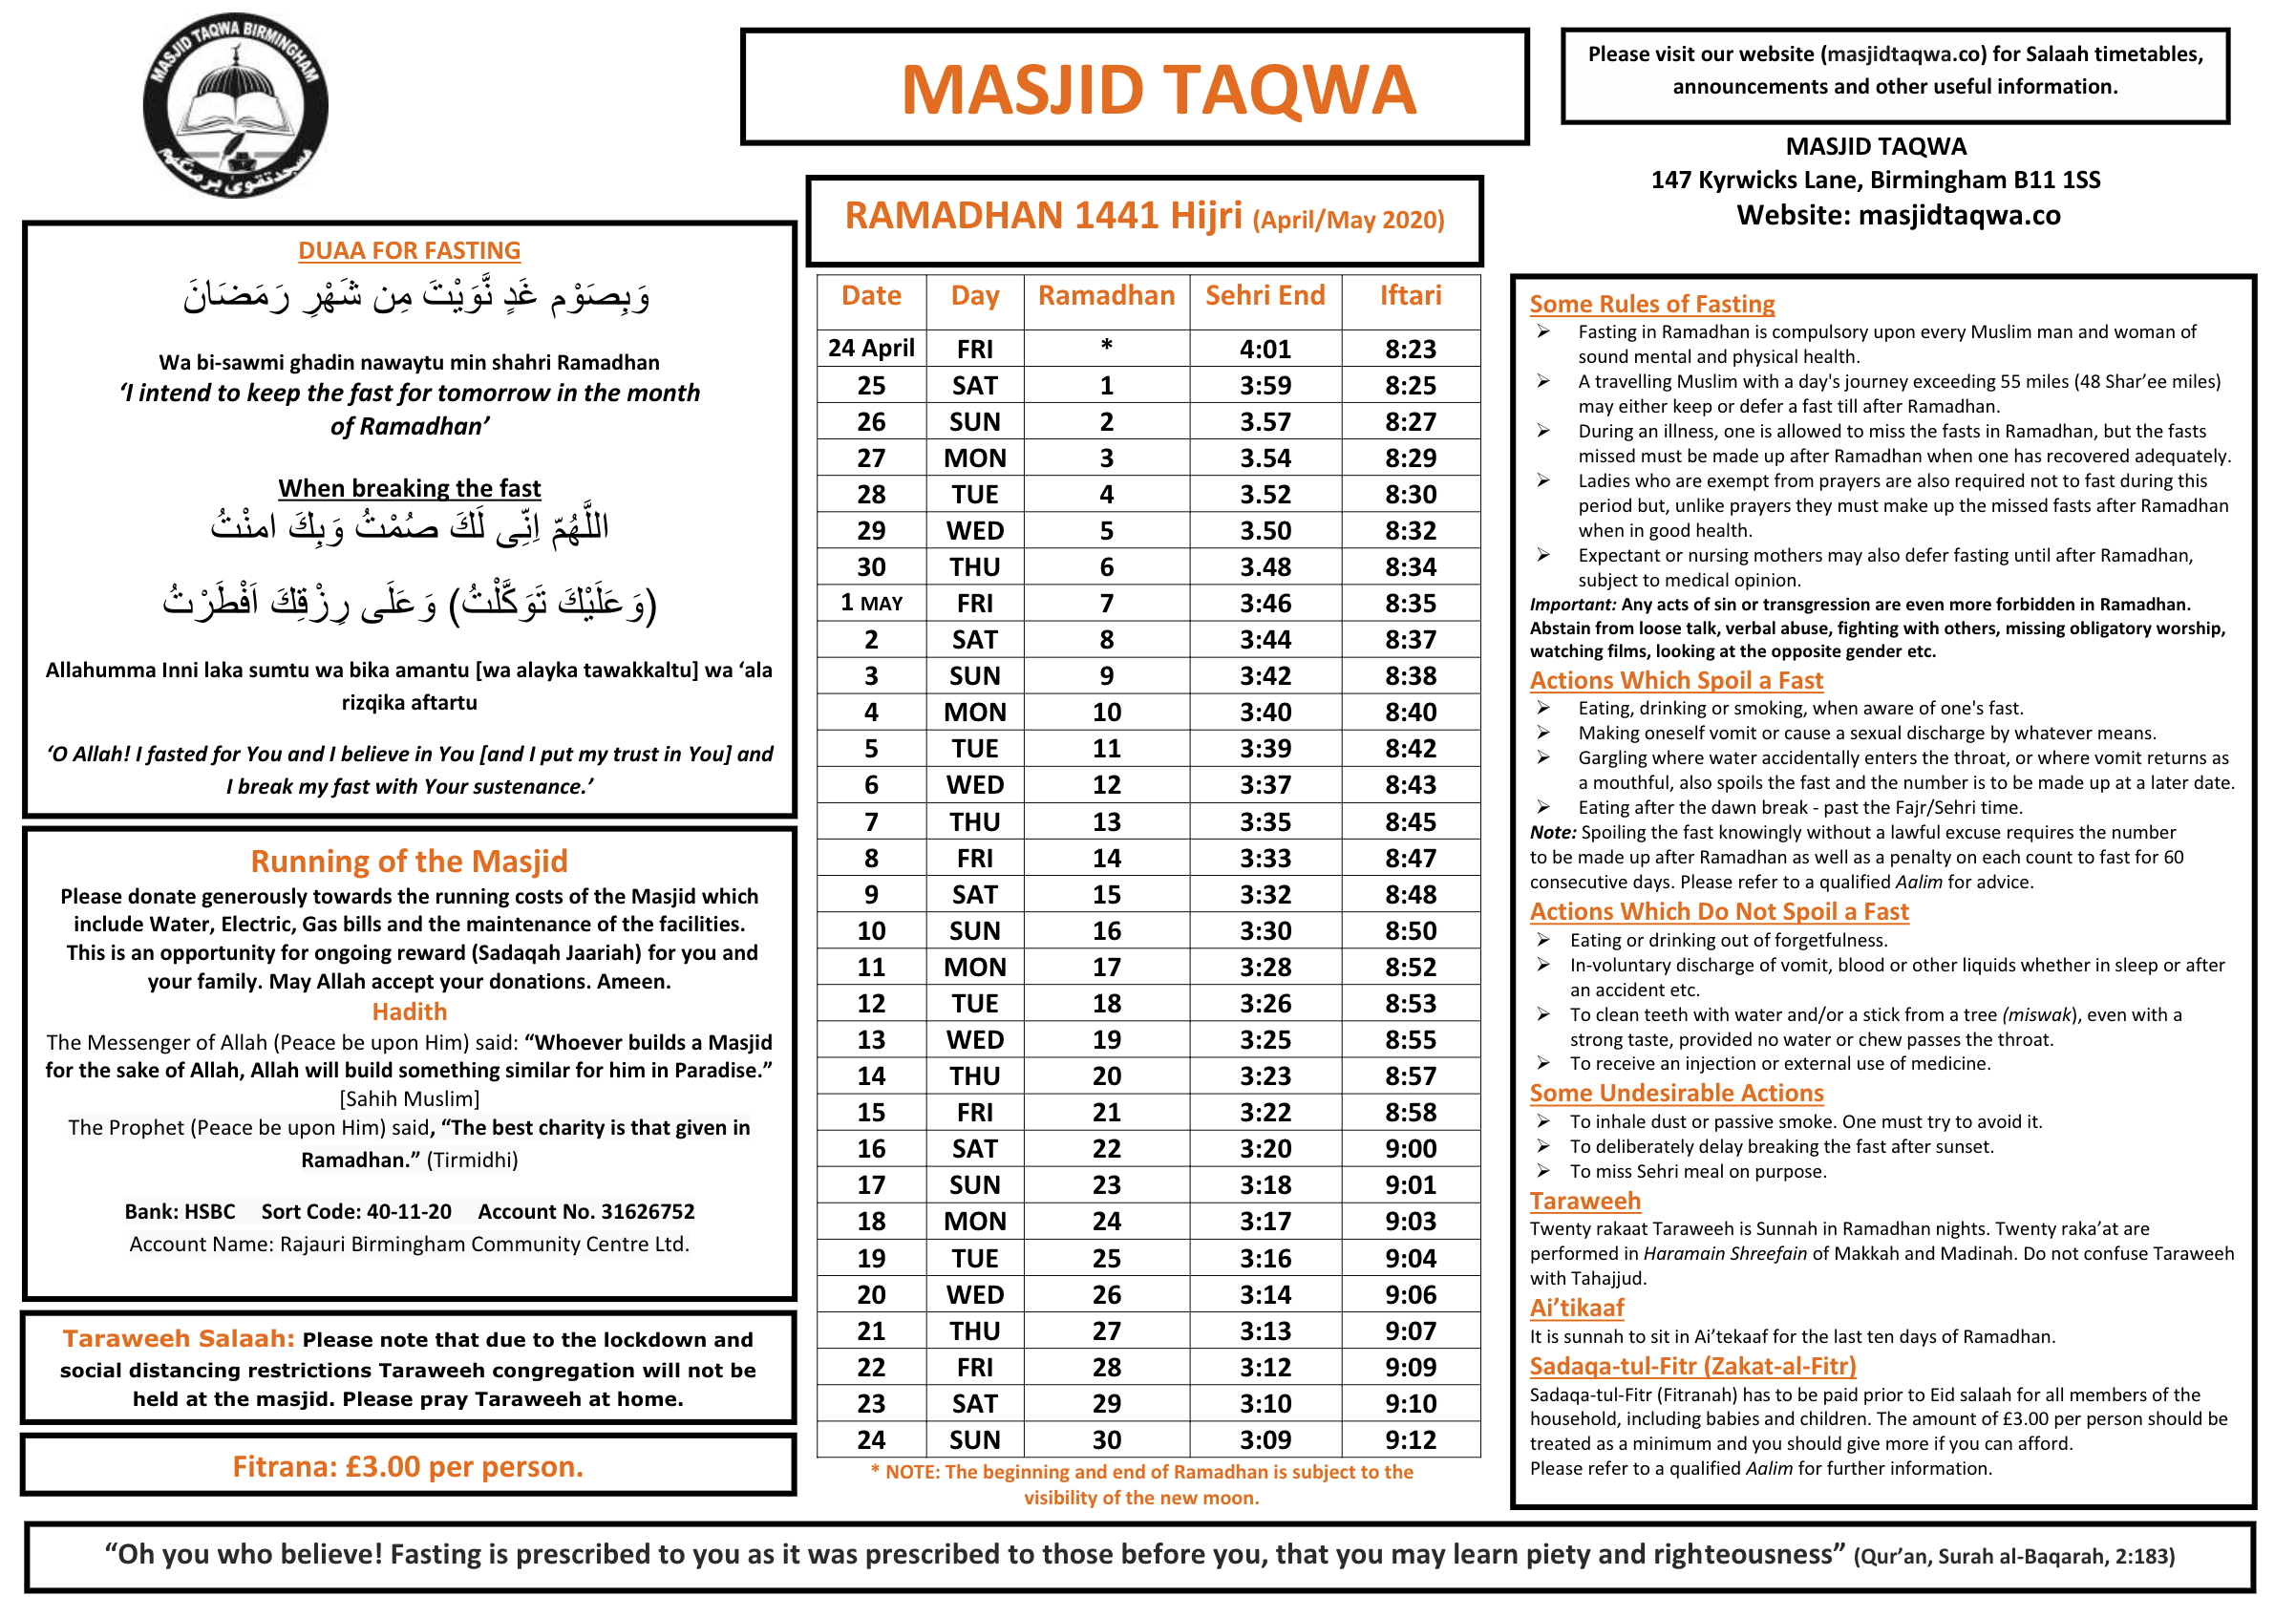 MASJID TAQWA BIRMINGHAM
مسجد تقویٰ برمنگھم
MASJID TAQWA
Please visit our website (masjidtaqwa.co) for Salaah timetables,
announcements and other useful information.
MASJID TAQWA
147 Kyrwicks Lane, Birmingham B11 1SS
Website: masjidtaqwa.co
RAMADHAN 1441 Hijri (April/May 2020)
DUAA FOR FASTING
وَبِصَوْم غَدٍ نَّوَيْتَ مِن شَهْرِ رَمَضَانَ
Wa bi-sawmi ghadin nawaytu min shahri Ramadhan
‘I intend to keep the fast for tomorrow in the month
of Ramadhan’
When breaking the fast
اللَّهُمّ اِنِّى لَكَ صُمْتُ وَبِكَ امنْتُ
(وَعَلَيْكَ تَوَكَّلْتُ) وَعَلَى رِزْقِكَ اَفْطَرْتُ
Allahumma Inni laka sumtu wa bika amantu [wa alayka tawakkaltu] wa ‘ala
rizqika aftartu
‘O Allah! I fasted for You and I believe in You [and I put my trust in You] and
I break my fast with Your sustenance.’
Running of the Masjid
Please donate generously towards the running costs of the Masjid which
include Water, Electric, Gas bills and the maintenance of the facilities.
This is an opportunity for ongoing reward (Sadaqah Jaariah) for you and
your family. May Allah accept your donations. Ameen.
Hadith
The Messenger of Allah (Peace be upon Him) said: “Whoever builds a Masjid
for the sake of Allah, Allah will build something similar for him in Paradise.”
[Sahih Muslim]
The Prophet (Peace be upon Him) said, “The best charity is that given in
Ramadhan.” (Tirmidhi)
Bank: HSBC Sort Code: 40-11-20 Account No. 31626752
Account Name: Rajauri Birmingham Community Centre Ltd.
Taraweeh Salaah: Please note that due to the lockdown and
social distancing restrictions Taraweeh congregation will not be
held at the masjid. Please pray Taraweeh at home.
Fitrana: £3.00 per person.
Date Day Ramadhan Sehri End Iftari
24 April FRI * 4:01 8:23
25 SAT 1 3:59 8:25
26 SUN 2 3.57 8:27
27 MON 3 3.54 8:29
28 TUE 4 3.52 8:30
29 WED 5 3.50 8:32
30 THU 6 3.48 8:34
1 MAY FRI 7 3:46 8:35
2 SAT 8 3:44 8:37
3 SUN 9 3:42 8:38
4 MON 10 3:40 8:40
5 TUE 11 3:39 8:42
6 WED 12 3:37 8:43
7 THU 13 3:35 8:45
8 FRI 14 3:33 8:47
9 SAT 15 3:32 8:48
10 SUN 16 3:30 8:50
11 MON 17 3:28 8:52
12 TUE 18 3:26 8:53
13 WED 19 3:25 8:55
14 THU 20 3:23 8:57
15 FRI 21 3:22 8:58
16 SAT 22 3:20 9:00
17 SUN 23 3:18 9:01
18 MON 24 3:17 9:03
19 TUE 25 3:16 9:04
20 WED 26 3:14 9:06
21 THU 27 3:13 9:07
22 FRI 28 3:12 9:09
23 SAT 29 3:10 9:10
24 SUN 30 3:09 9:12
* NOTE: The beginning and end of Ramadhan is subject to the
visibility of the new moon.
Some Rules of Fasting
➢ Fasting in Ramadhan is compulsory upon every Muslim man and woman of
sound mental and physical health.
➢ A travelling Muslim with a day's journey exceeding 55 miles (48 Shar’ee miles)
may either keep or defer a fast till after Ramadhan.
➢ During an illness, one is allowed to miss the fasts in Ramadhan, but the fasts
missed must be made up after Ramadhan when one has recovered adequately.
➢ Ladies who are exempt from prayers are also required not to fast during this
period but, unlike prayers they must make up the missed fasts after Ramadhan
when in good health.
➢ Expectant or nursing mothers may also defer fasting until after Ramadhan,
subject to medical opinion.
Important: Any acts of sin or transgression are even more forbidden in Ramadhan.
Abstain from loose talk, verbal abuse, fighting with others, missing obligatory worship,
watching films, looking at the opposite gender etc.
Actions Which Spoil a Fast
➢ Eating, drinking or smoking, when aware of one's fast.
➢ Making oneself vomit or cause a sexual discharge by whatever means.
➢ Gargling where water accidentally enters the throat, or where vomit returns as
a mouthful, also spoils the fast and the number is to be made up at a later date.
➢ Eating after the dawn break - past the Fajr/Sehri time.
Note: Spoiling the fast knowingly without a lawful excuse requires the number
to be made up after Ramadhan as well as a penalty on each count to fast for 60
consecutive days. Please refer to a qualified Aalim for advice.
Actions Which Do Not Spoil a Fast
➢ Eating or drinking out of forgetfulness.
➢ In-voluntary discharge of vomit, blood or other liquids whether in sleep or after
an accident etc.
➢ To clean teeth with water and/or a stick from a tree (miswak), even with a
strong taste, provided no water or chew passes the throat.
➢ To receive an injection or external use of medicine.
Some Undesirable Actions
➢ To inhale dust or passive smoke. One must try to avoid it.
➢ To deliberately delay breaking the fast after sunset.
➢ To miss Sehri meal on purpose.
Taraweeh
Twenty rakaat Taraweeh is Sunnah in Ramadhan nights. Twenty raka’at are
performed in Haramain Shreefain of Makkah and Madinah. Do not confuse Taraweeh
with Tahajjud.
Ai’tikaaf
It is sunnah to sit in Ai’tekaaf for the last ten days of Ramadhan.
Sadaqa-tul-Fitr (Zakat-al-Fitr)
Sadaqa-tul-Fitr (Fitranah) has to be paid prior to Eid salaah for all members of the
household, including babies and children. The amount of £3.00 per person should be
treated as a minimum and you should give more if you can afford.
Please refer to a qualified Aalim for further information.
“Oh you who believe! Fasting is prescribed to you as it was prescribed to those before you, that you may learn piety and righteousness” (Qur’an, Surah al-Baqarah, 2:183)